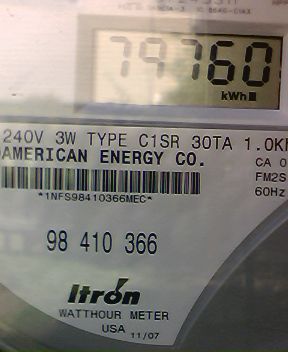 79760
kWh
240V 3W TYPE C1SR 30TA 1.0K
AMERICAN ENERGY CO.
CA 0
*1NFS98410366MEC*
FM2S
60Hz
98 410 366
Itron
WATTHOUR METER
USA 11/07